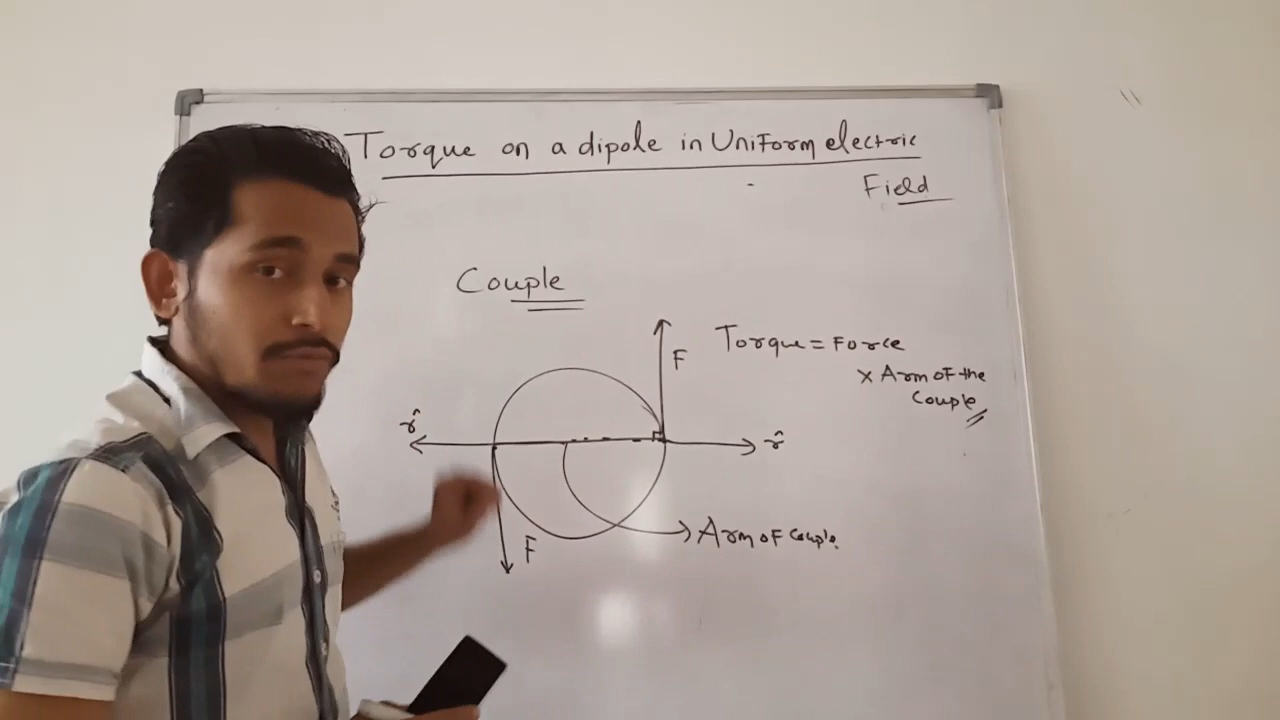 Torque on a dipole in Uniform electric
Field
Couple
F
Torque = Force
x Arm of the
Couple
r̂
r̂
Arm of Couple
F